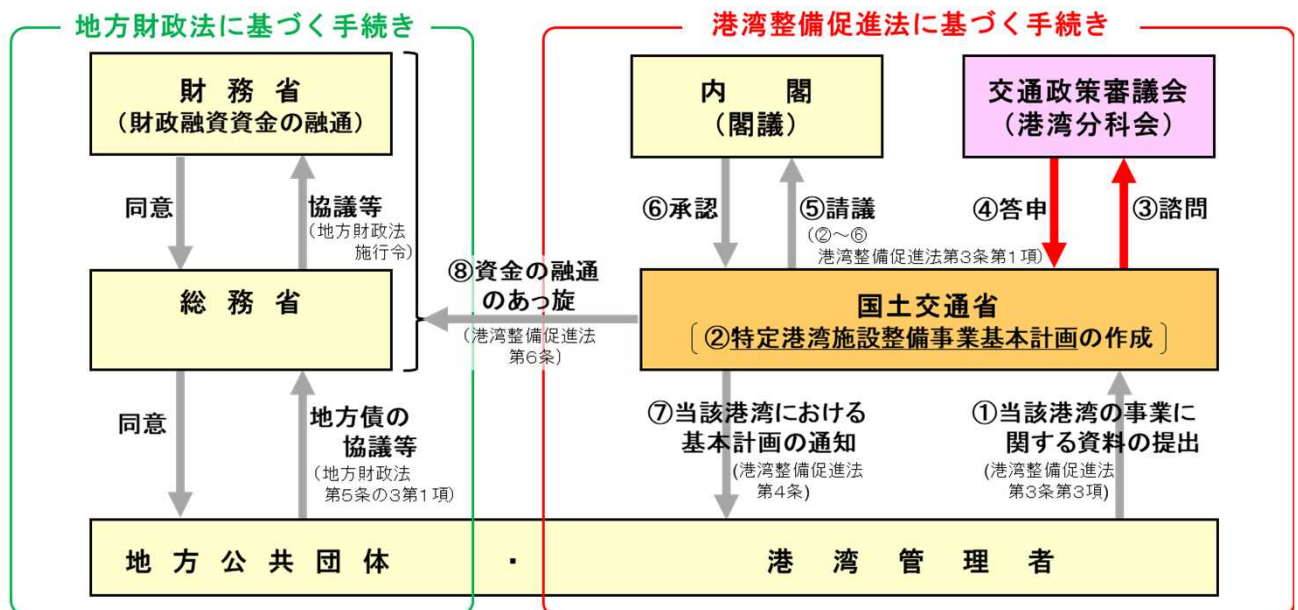 地方財政法に基づく手続き
港湾整備促進法に基づく手続き
財務省
（財政融資資金の融通）
内閣
（閣議）
交通政策審議会
（港湾分科会）
同意
協議等
（地方財政法
施行令）
⑥承認
⑤請議
（②～⑥
港湾整備促進法第3条第1項）
④答申
③諮問
⑧資金の融通
のあっ旋
（港湾整備促進法
第6条）
総務省
国土交通省
〔②特定港湾施設整備事業基本計画の作成〕
同意
地方債の
協議等
（地方財政法
第5条の3第1項）
⑦当該港湾における
基本計画の通知
（港湾整備促進法
第4条）
①当該港湾の事業に
関する資料の提出
（港湾整備促進法
第3条第3項）
地方公共団体・港湾管理者